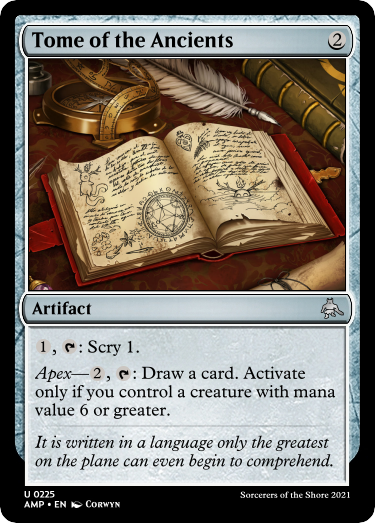 Tome of the Ancients 2
Artifact
1, T: Scry 1.
Apex—2, T: Draw a card. Activate
only if you control a creature with mana
value 6 or greater.
It is written in a language only the greatest
on the plane can even begin to comprehend.
U 0225
AMP • EN Corwyn
Sorcerers of the Shore 2021